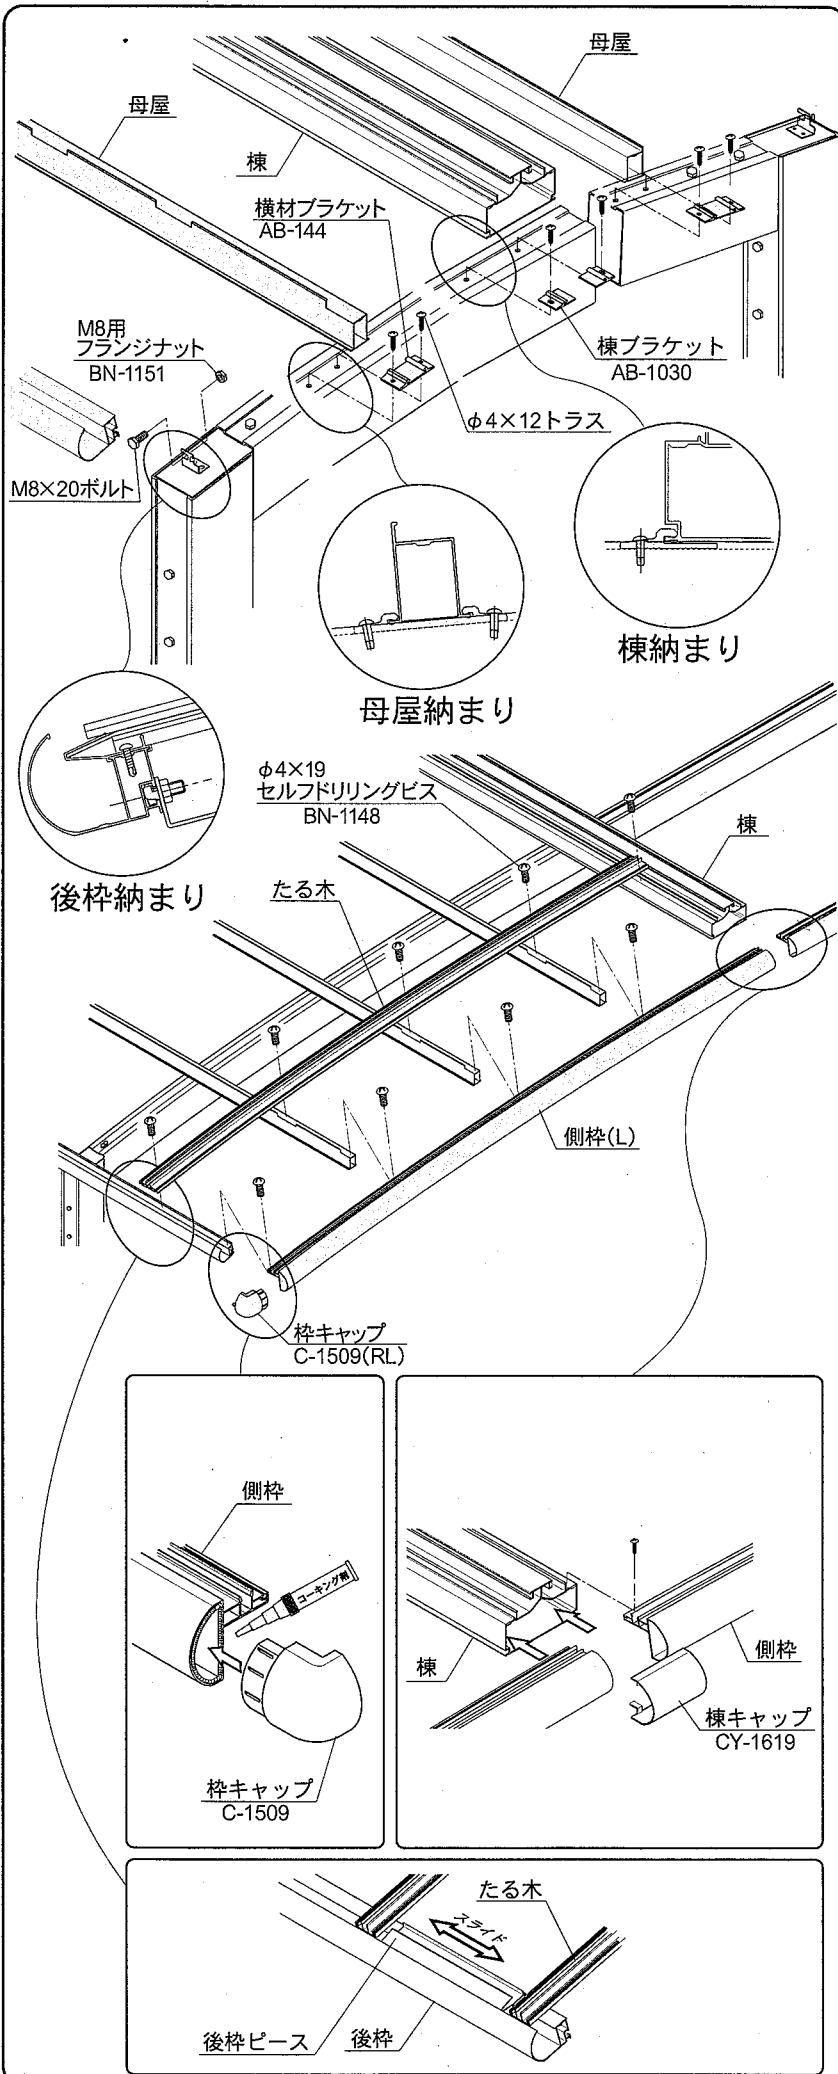 母屋
母屋
棟
横材ブラケット
AB-144
M8用
フランジナット
BN-1151
棟ブラケット
AB-1030
φ4×12トラス
M8×20ボルト
棟納まり
母屋納まり
後枠納まり
φ4×19
セルフドリリングビス
BN-1148
棟
たる木
側枠(L)
枠キャップ
C-1509(RL)
側枠
コーキング剤
枠キャップ
C-1509
棟
側枠
棟キャップ
CY-1619
たる木
スライド
後枠ピース
後枠